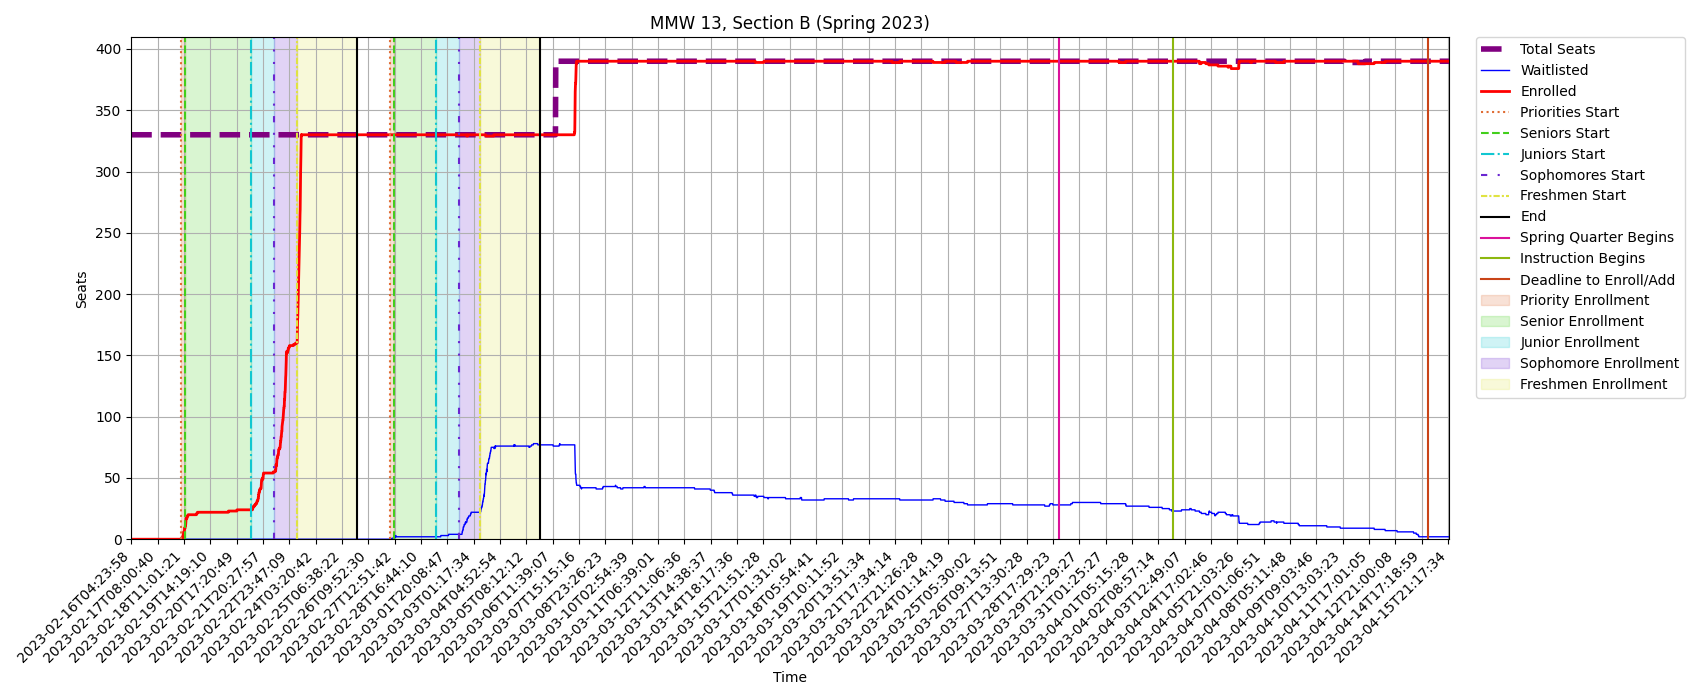 MMW 13, Section B (Spring 2023)
400
350
300
250
200
150
100
50
0
Seats
2023-02-16T04:23:58
2023-02-17T08:00:40
2023-02-18T11:01:21
2023-02-19T14:19:10
2023-02-20T17:20:49
2023-02-21T20:27:57
2023-02-22T23:47:09
2023-02-24T03:20:42
2023-02-25T06:38:22
2023-02-26T09:52:30
2023-02-27T12:51:42
2023-02-28T16:44:10
2023-03-01T20:08:47
2023-03-03T01:17:34
2023-03-04T04:52:54
2023-03-05T08:12:12
2023-03-06T11:39:07
2023-03-07T15:15:16
2023-03-08T23:26:23
2023-03-10T02:54:39
2023-03-11T06:39:01
2023-03-12T11:06:36
2023-03-13T14:38:37
2023-03-14T18:17:36
2023-03-15T21:51:28
2023-03-17T01:31:02
2023-03-18T05:54:41
2023-03-19T10:11:52
2023-03-20T13:51:34
2023-03-21T17:34:14
2023-03-22T21:26:28
2023-03-24T01:14:19
2023-03-25T05:30:02
2023-03-26T09:13:51
2023-03-27T13:30:28
2023-03-28T17:29:23
2023-03-29T21:29:27
2023-03-31T01:25:27
2023-04-01T05:15:28
2023-04-02T08:57:14
2023-04-03T12:49:07
2023-04-04T17:02:46
2023-04-05T21:03:26
2023-04-07T01:06:51
2023-04-08T05:11:48
2023-04-09T09:03:46
2023-04-10T13:03:23
2023-04-11T17:01:05
2023-04-12T21:00:08
2023-04-14T17:18:59
2023-04-15T21:17:34
Time
Total Seats
Waitlisted
Enrolled
Priorities Start
Seniors Start
Juniors Start
Sophomores Start
Freshmen Start
End
Spring Quarter Begins
Instruction Begins
Deadline to Enroll/Add
Priority Enrollment
Senior Enrollment
Junior Enrollment
Sophomore Enrollment
Freshmen Enrollment